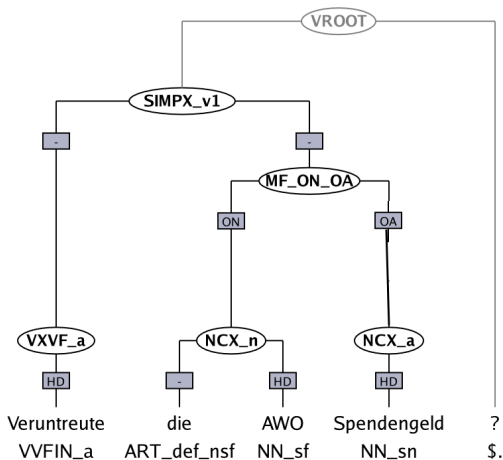 VROOT
SIMPX_v1
- -
MF_ON_OA
ON OA
VXVF_a NCX_n NCX_a
HD - HD HD
Veruntreute die AWO Spendengeld ?
VVFIN_a ART_def_nsf NN_sf NN_sn $.